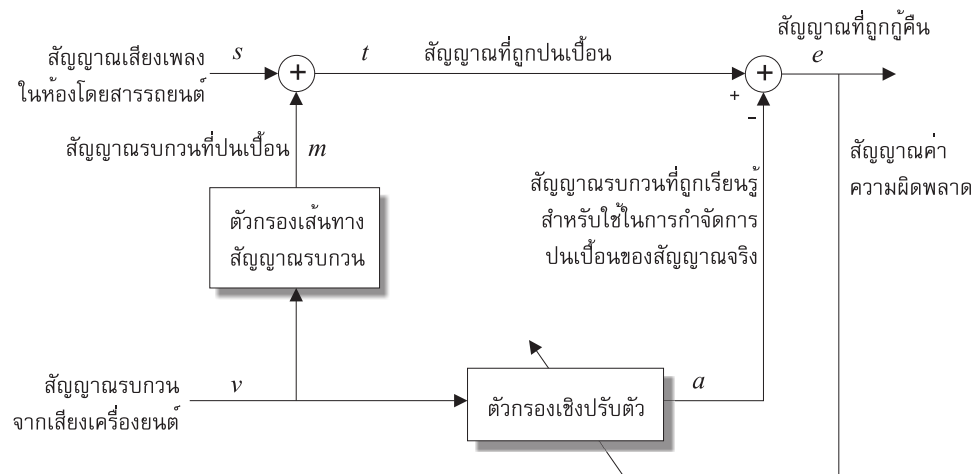 สัญญาณเสียงเพลง
ในห้องโดยสารรถยนต์
s
+
t
สัญญาณที่ถูกปนเปื้อน
สัญญาณที่ถูกกู้คืน
+
e
+
−
สัญญาณรบกวนที่ปนเปื้อน
m
สัญญาณค่า
ความผิดพลาด
สัญญาณรบกวนที่ถูกเรียนรู้
สำหรับใช้ในการกำจัดการ
ปนเปื้อนของสัญญาณจริง
ตัวกรองเส้นทาง
สัญญาณรบกวน
สัญญาณรบกวน
จากเสียงเครื่องยนต์
v
ตัวกรองเชิงปรับตัว
a